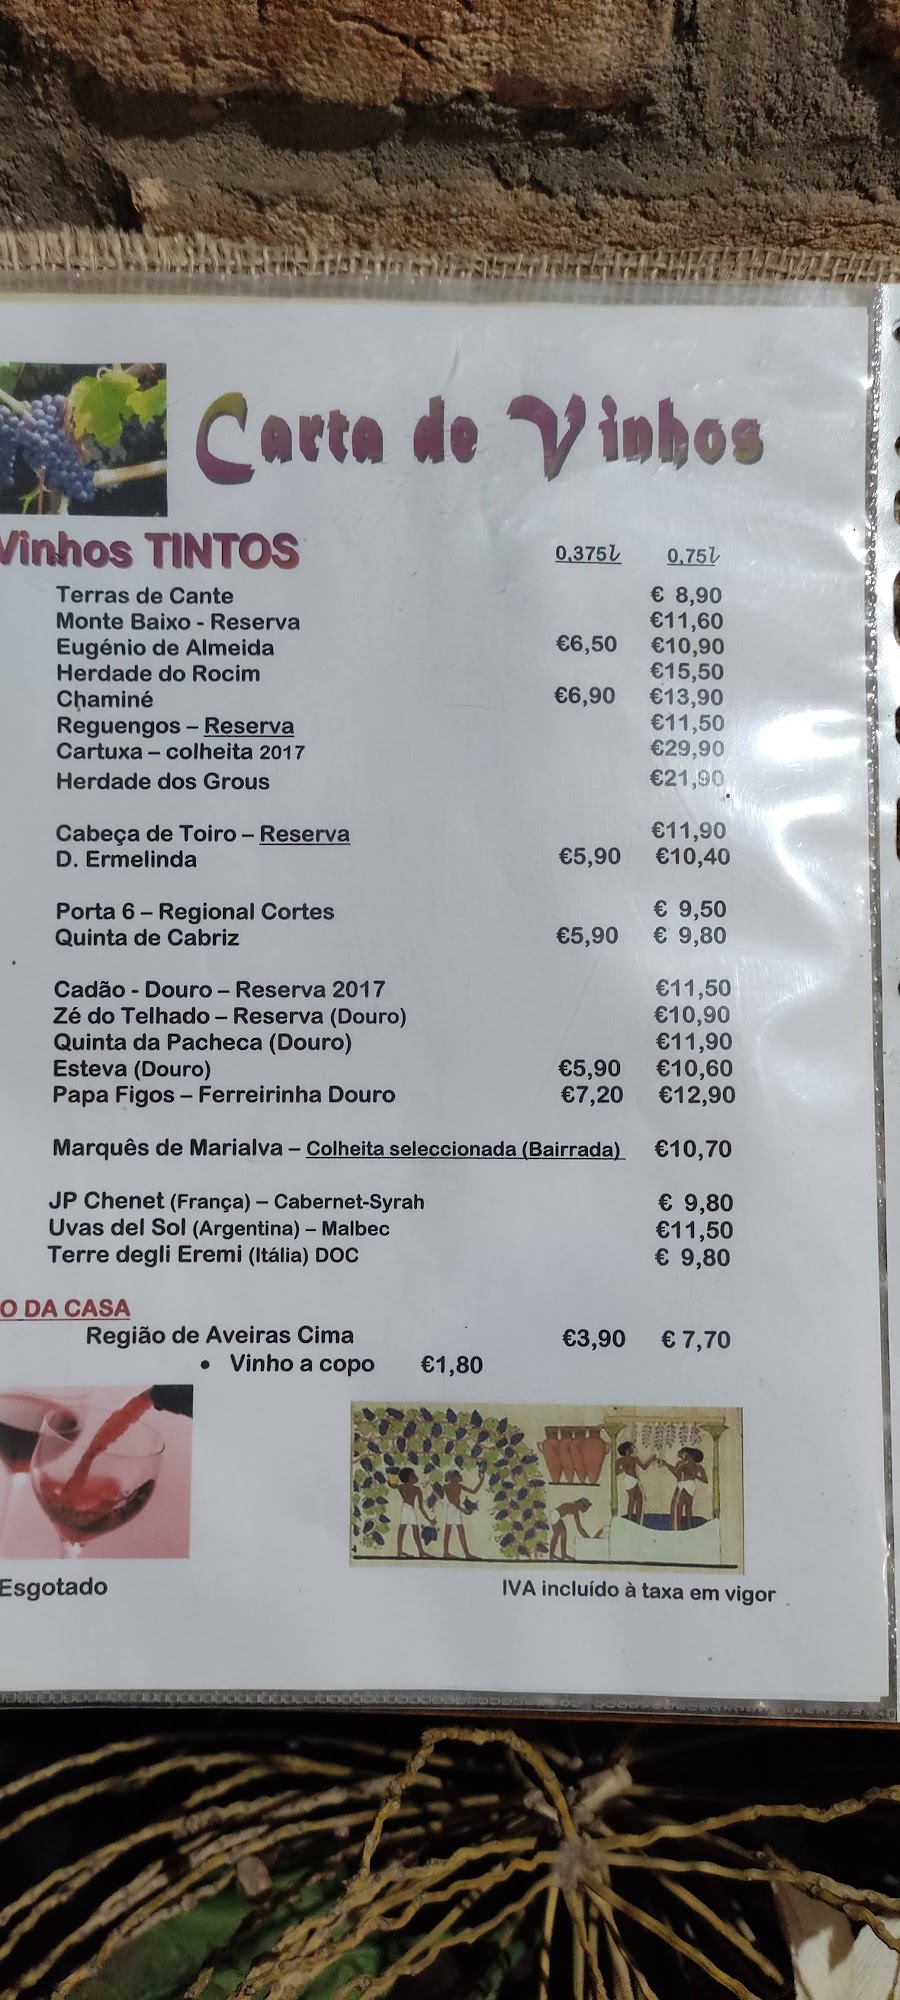 Carta de Vinhos
Vinhos TINTOS 0,375l 0,75l
Terras de Cante € 8,90
Monte Baixo - Reserva €11,60
Eugénio de Almeida €6,50 €10,90
Herdade do Rocim €15,50
Chaminé €6,90 €13,90
Reguengos – Reserva €11,50
Cartuxa – colheita 2017 €29,90
Herdade dos Grous €21,90
Cabeça de Toiro – Reserva €11,90
D. Ermelinda €5,90 €10,40
Porta 6 – Regional Cortes € 9,50
Quinta de Cabriz €5,90 € 9,80
Cadão - Douro – Reserva 2017 €11,50
Zé do Telhado – Reserva (Douro) €10,90
Quinta da Pacheca (Douro) €11,90
Esteva (Douro) €5,90 €10,60
Papa Figos – Ferreirinha Douro €7,20 €12,90
Marquês de Marialva – Colheita seleccionada (Bairrada) €10,70
JP Chenet (França) – Cabernet-Syrah € 9,80
Uvas del Sol (Argentina) – Malbec €11,50
Terre degli Eremi (Itália) DOC € 9,80
O DA CASA
Região de Aveiras Cima €3,90 € 7,70
• Vinho a copo €1,80
Esgotado
IVA incluído à taxa em vigor